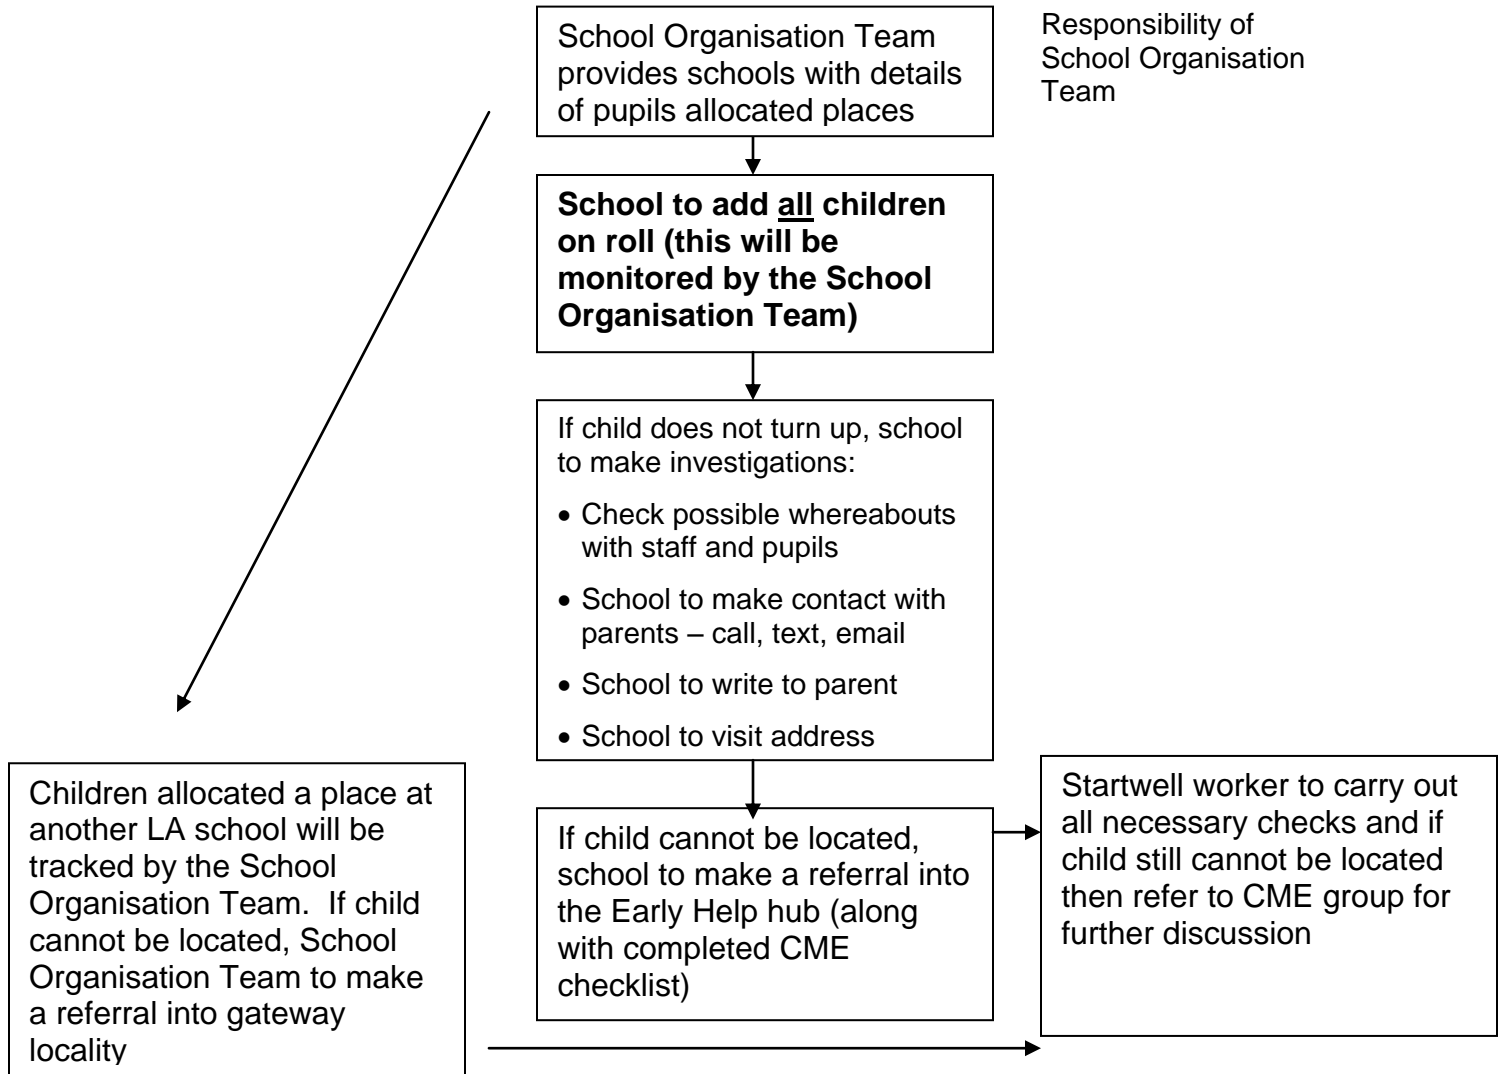 School Organisation Team
provides schools with details
of pupils allocated places
Responsibility of
School Organisation
Team
School to add all children
on roll (this will be
monitored by the School
Organisation Team)
If child does not turn up, school
to make investigations:
• Check possible whereabouts
with staff and pupils
• School to make contact with
parents – call, text, email
• School to write to parent
• School to visit address
Children allocated a place at
another LA school will be
tracked by the School
Organisation Team.  If child
cannot be located, School
Organisation Team to make
a referral into gateway
locality
If child cannot be located,
school to make a referral into
the Early Help hub (along
with completed CME
checklist)
Startwell worker to carry out
all necessary checks and if
child still cannot be located
then refer to CME group for
further discussion